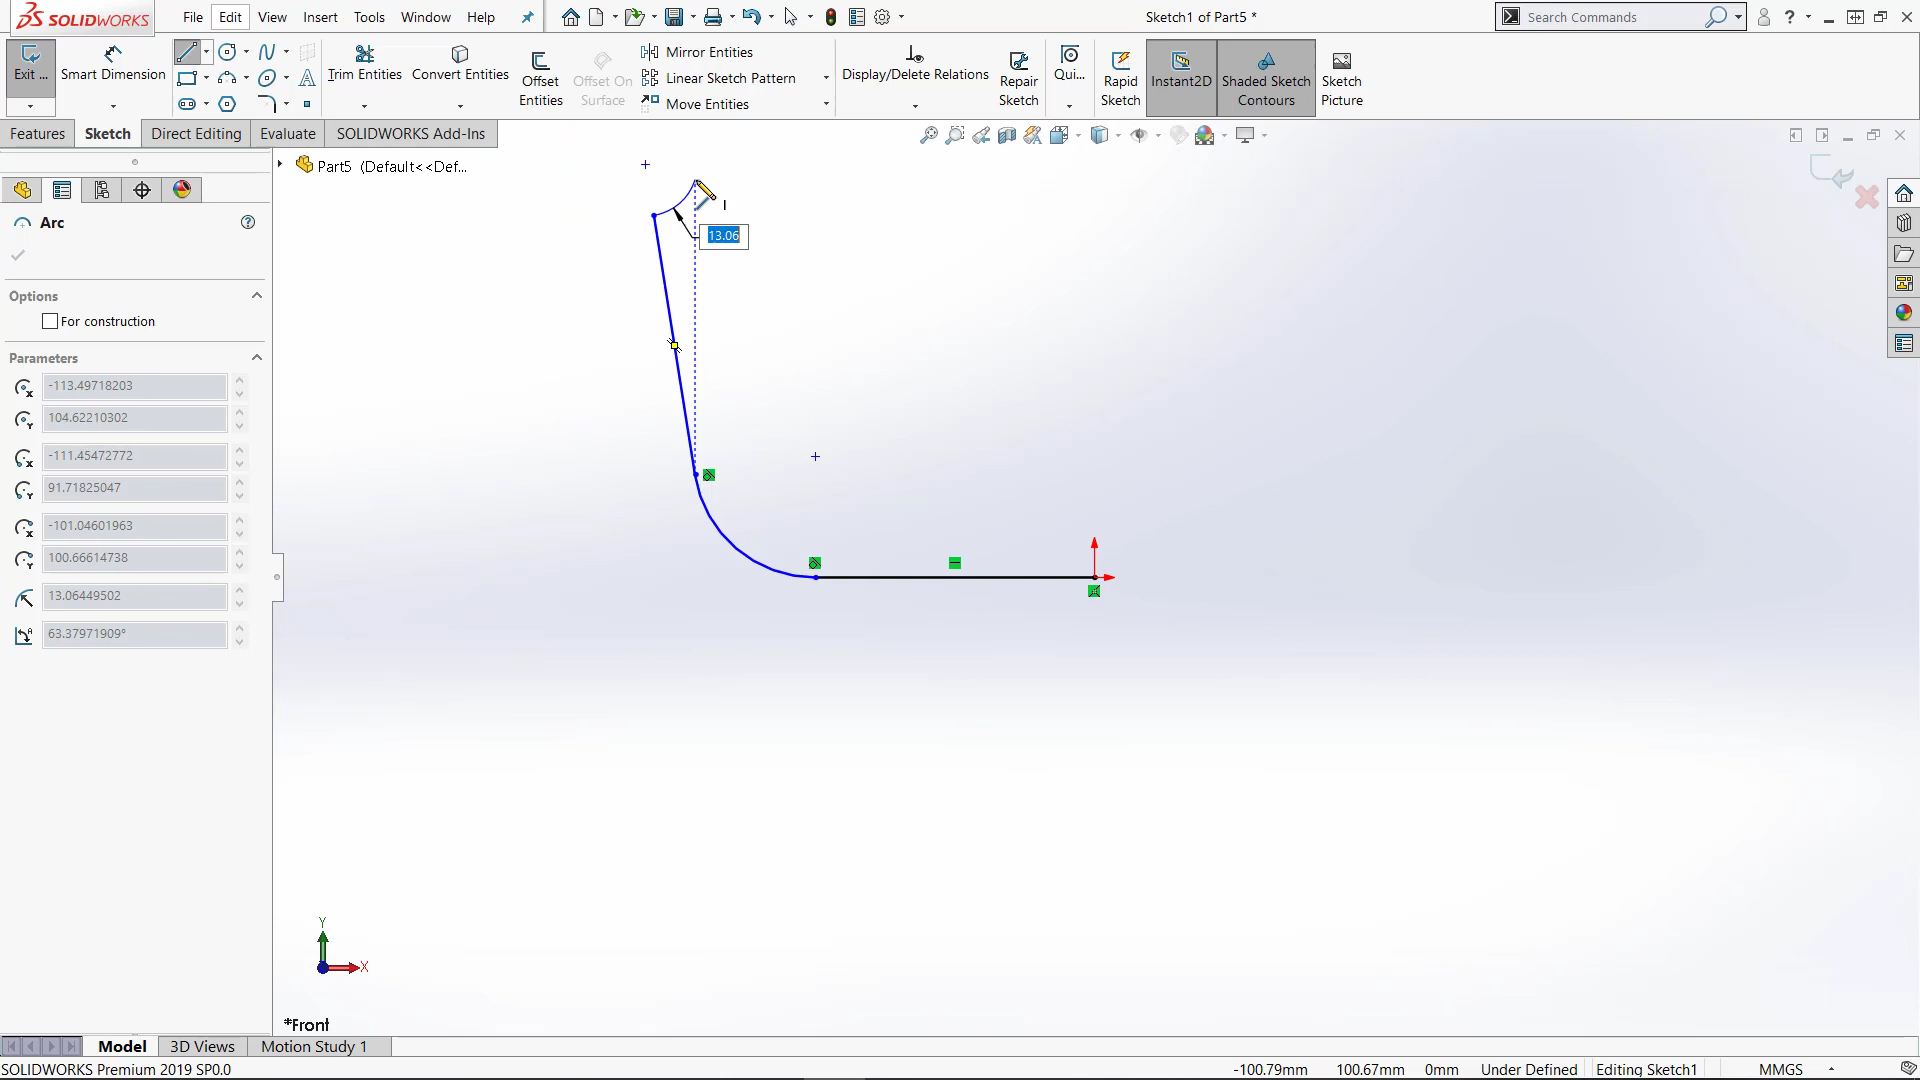 SOLIDWORKS File Edit View Insert Tools Window Help Sketch1 of Part5 * Search Commands
Exit ... Smart Dimension Trim Entities Convert Entities Offset Entities Offset On Surface Mirror Entities Linear Sketch Pattern Move Entities Display/Delete Relations Repair Sketch Qui... Rapid Sketch Instant2D Shaded Sketch Contours Sketch Picture
Features Sketch Direct Editing Evaluate SOLIDWORKS Add-Ins
Part5 (Default<<Def...
Arc
13.06
Options
For construction
Parameters
-113.49718203
104.62210302
-111.45472772
91.71825047
-101.04601963
100.66614738
13.06449502
63.37971909°
Y
X
*Front
Model 3D Views Motion Study 1
SOLIDWORKS Premium 2019 SP0.0 -100.79mm 100.67mm 0mm Under Defined Editing Sketch1 MMGS